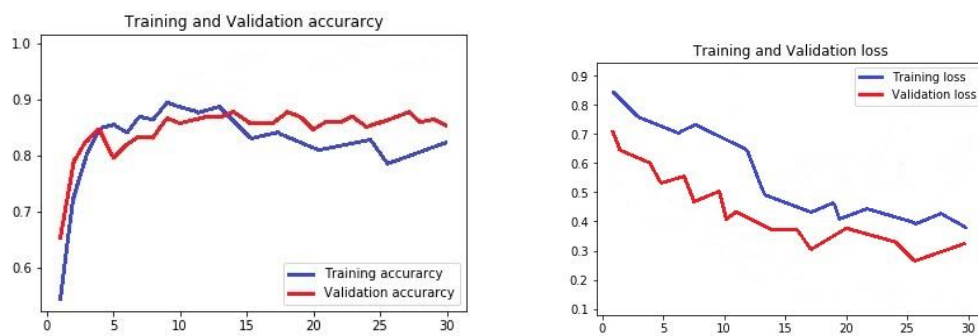 Training and Validation accurarcy
1.0
0.9
0.8
0.7
0.6
Training accurarcy
Validation accurarcy
0 5 10 15 20 25 30
Training and Validation loss
0.9
0.8
0.7
0.6
0.5
0.4
0.3
0.2
0.1
Training loss
Validation loss
0 5 10 15 20 25 30